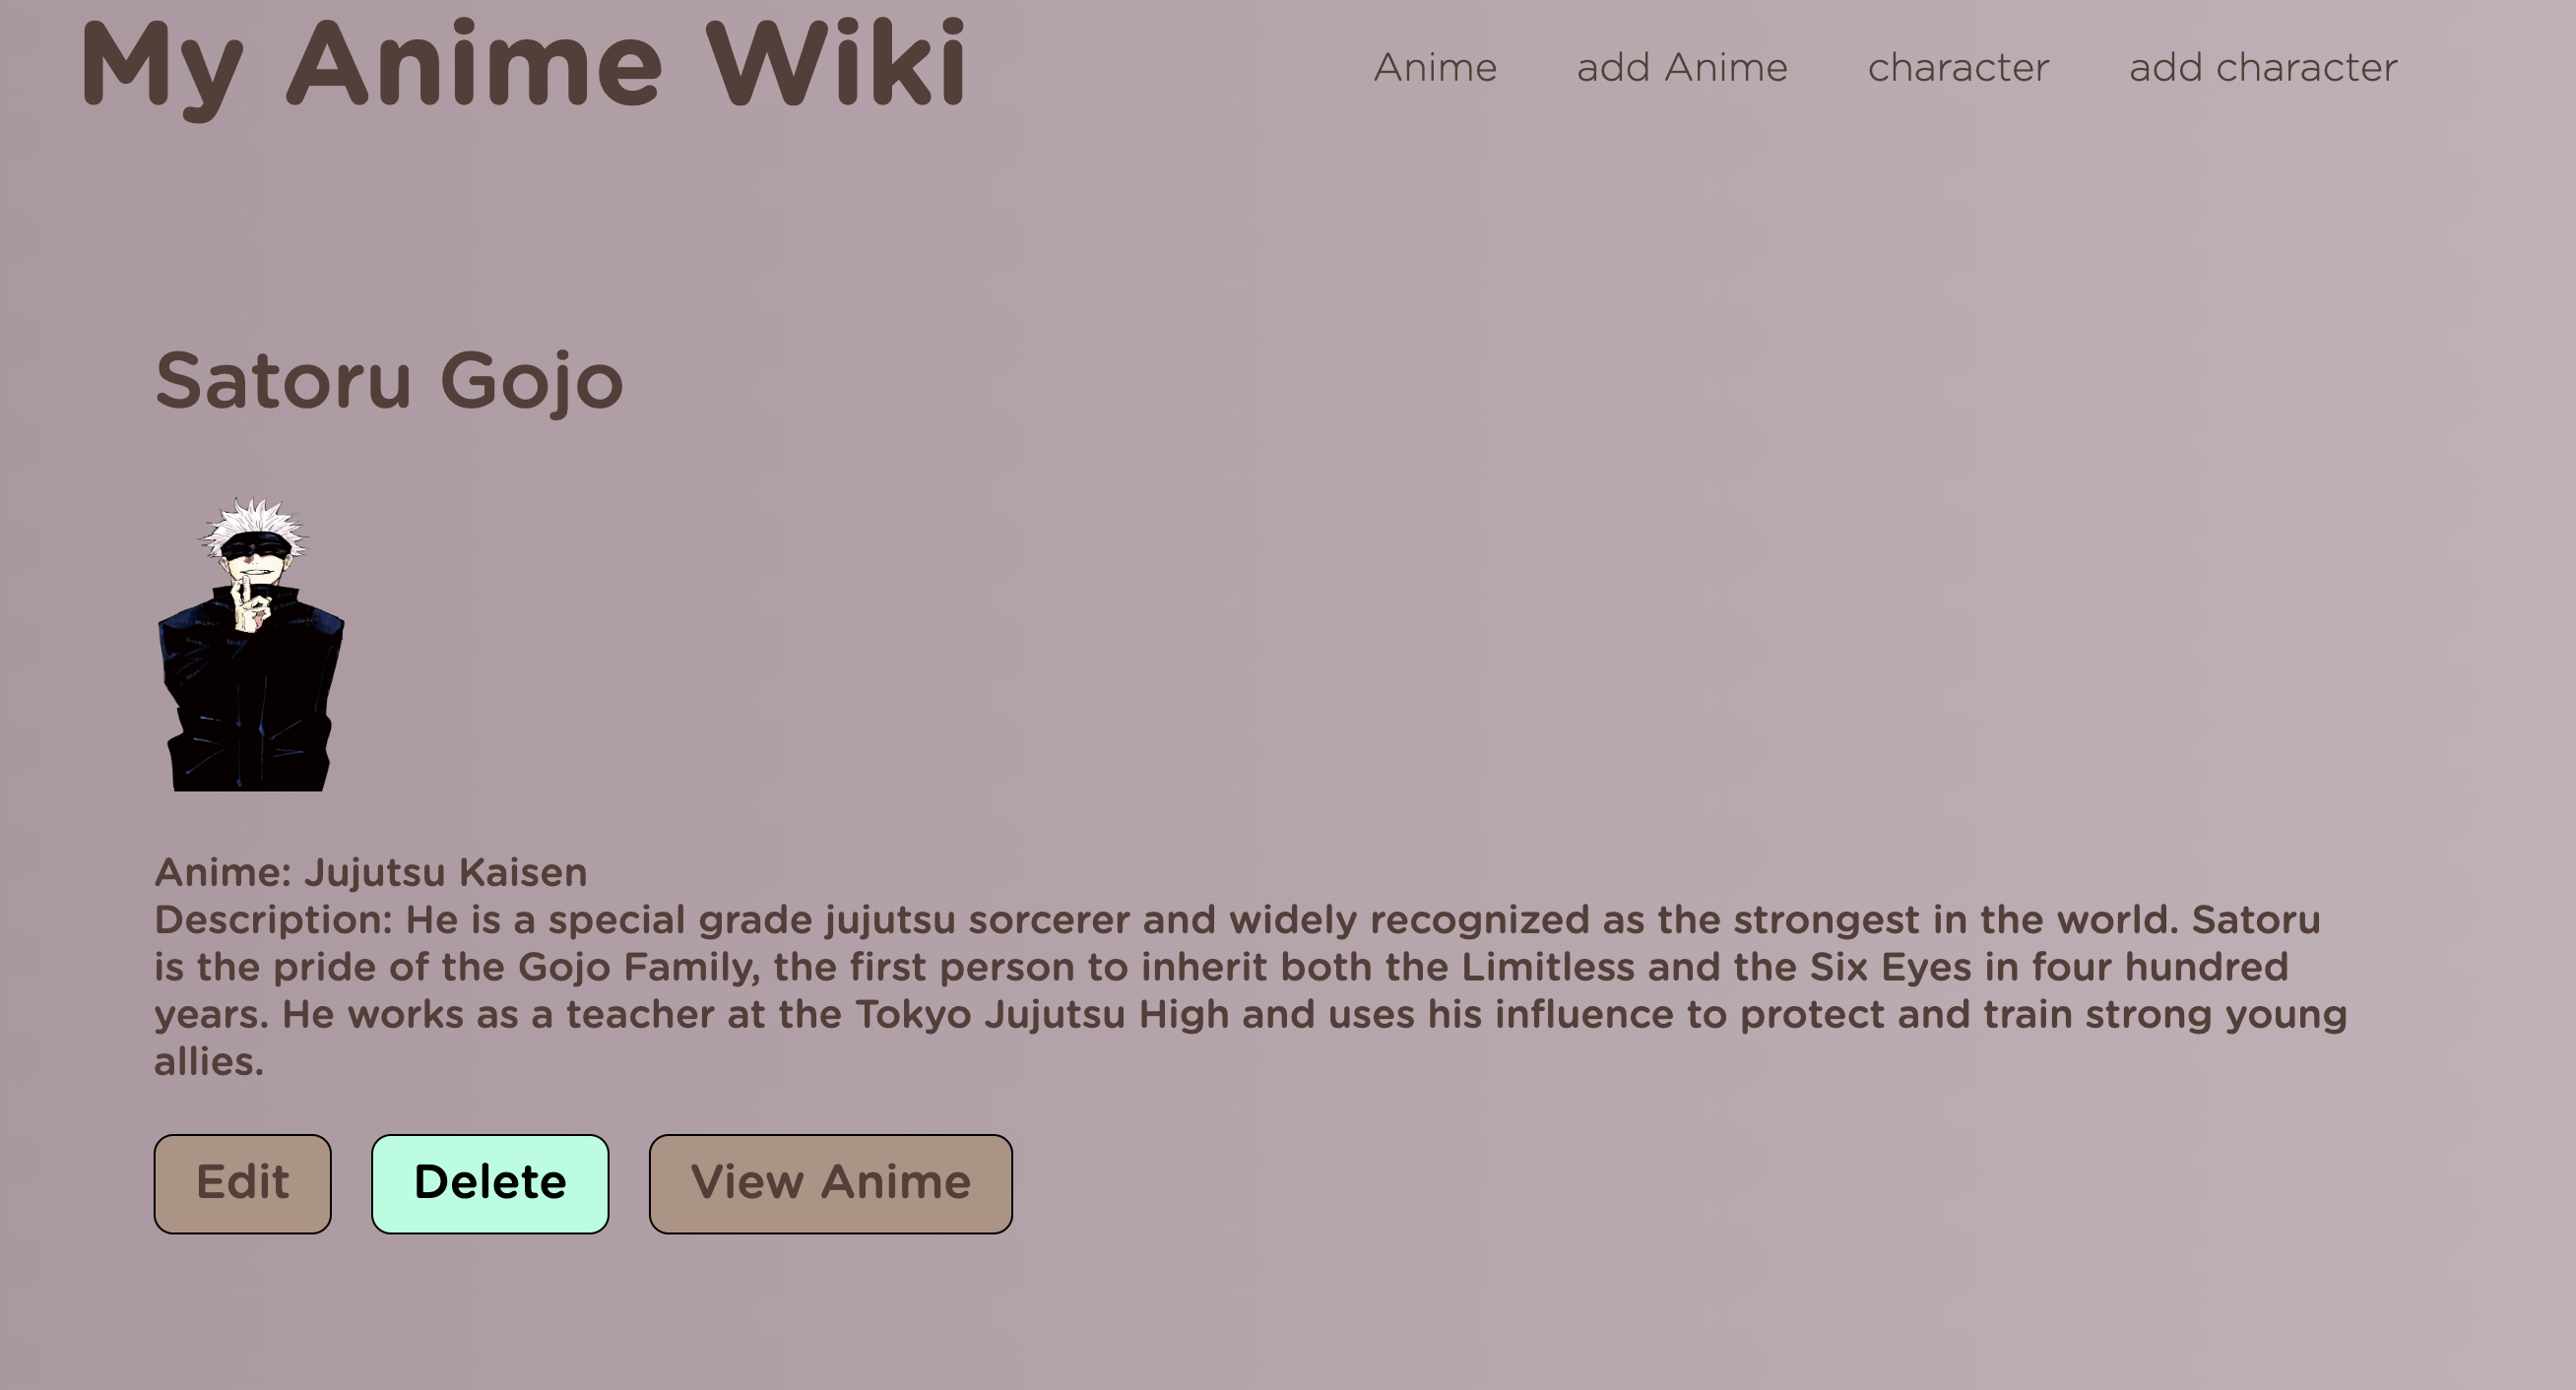 My Anime Wiki
Anime add Anime character add character
Satoru Gojo
Anime: Jujutsu Kaisen
Description: He is a special grade jujutsu sorcerer and widely recognized as the strongest in the world. Satoru
is the pride of the Gojo Family, the first person to inherit both the Limitless and the Six Eyes in four hundred
years. He works as a teacher at the Tokyo Jujutsu High and uses his influence to protect and train strong young
allies.
Edit Delete View Anime